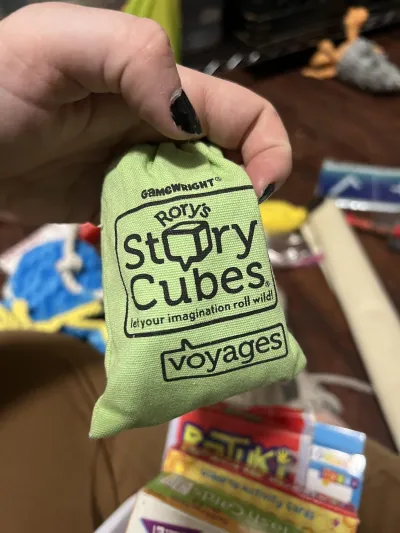 GAMEWRIGHT®
Rory's
Story
Cubes®
let your imagination roll wild!
voyages